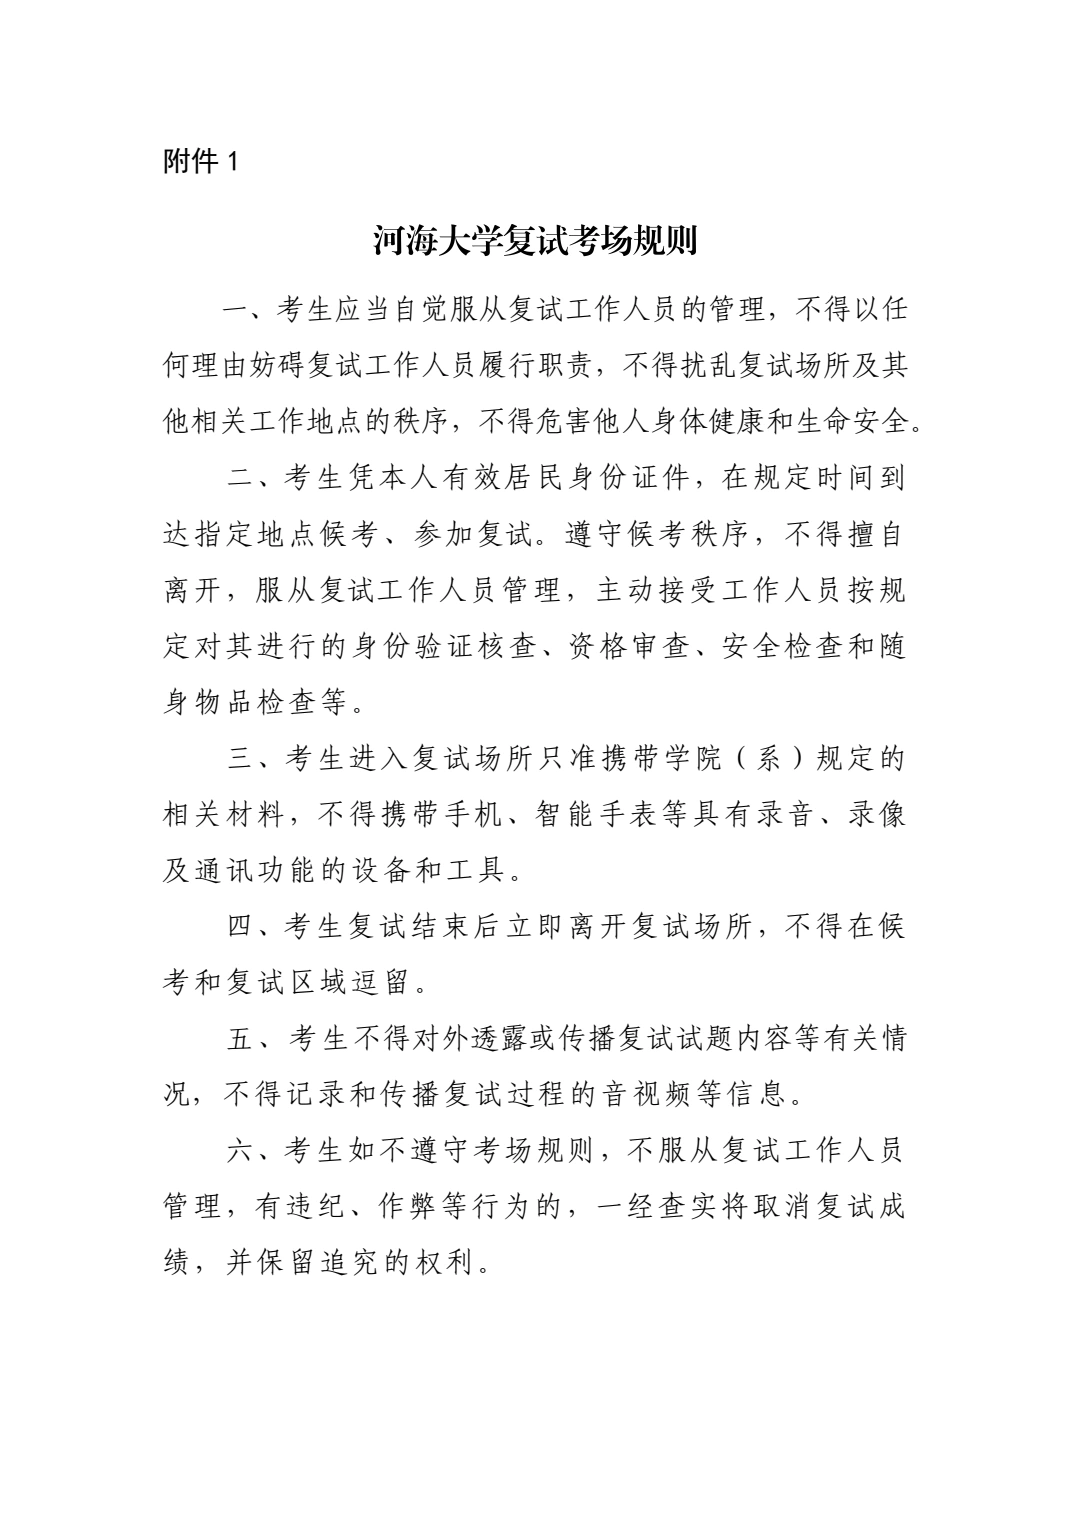 附件 1
河海大学复试考场规则
一、考生应当自觉服从复试工作人员的管理，不得以任
何理由妨碍复试工作人员履行职责，不得扰乱复试场所及其
他相关工作地点的秩序，不得危害他人身体健康和生命安全。
二、考生凭本人有效居民身份证件，在规定时间到
达指定地点候考、参加复试。遵守候考秩序，不得擅自
离开，服从复试工作人员管理，主动接受工作人员按规
定对其进行的身份验证核查、资格审查、安全检查和随
身物品检查等。
三、考生进入复试场所只准携带学院（系）规定的
相关材料，不得携带手机、智能手表等具有录音、录像
及通讯功能的设备和工具。
四、考生复试结束后立即离开复试场所，不得在候
考和复试区域逗留。
五、考生不得对外透露或传播复试试题内容等有关情
况，不得记录和传播复试过程的音视频等信息。
六、考生如不遵守考场规则，不服从复试工作人员
管理，有违纪、作弊等行为的，一经查实将取消复试成
绩，并保留追究的权利。